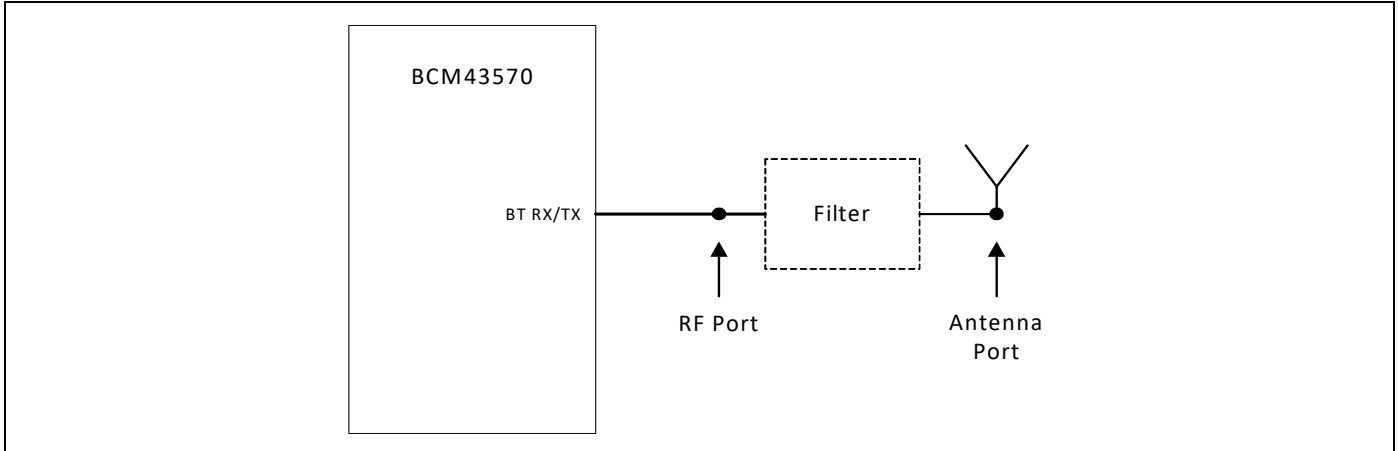 BCM43570
BT RX/TX
Filter
RF Port
Antenna
Port